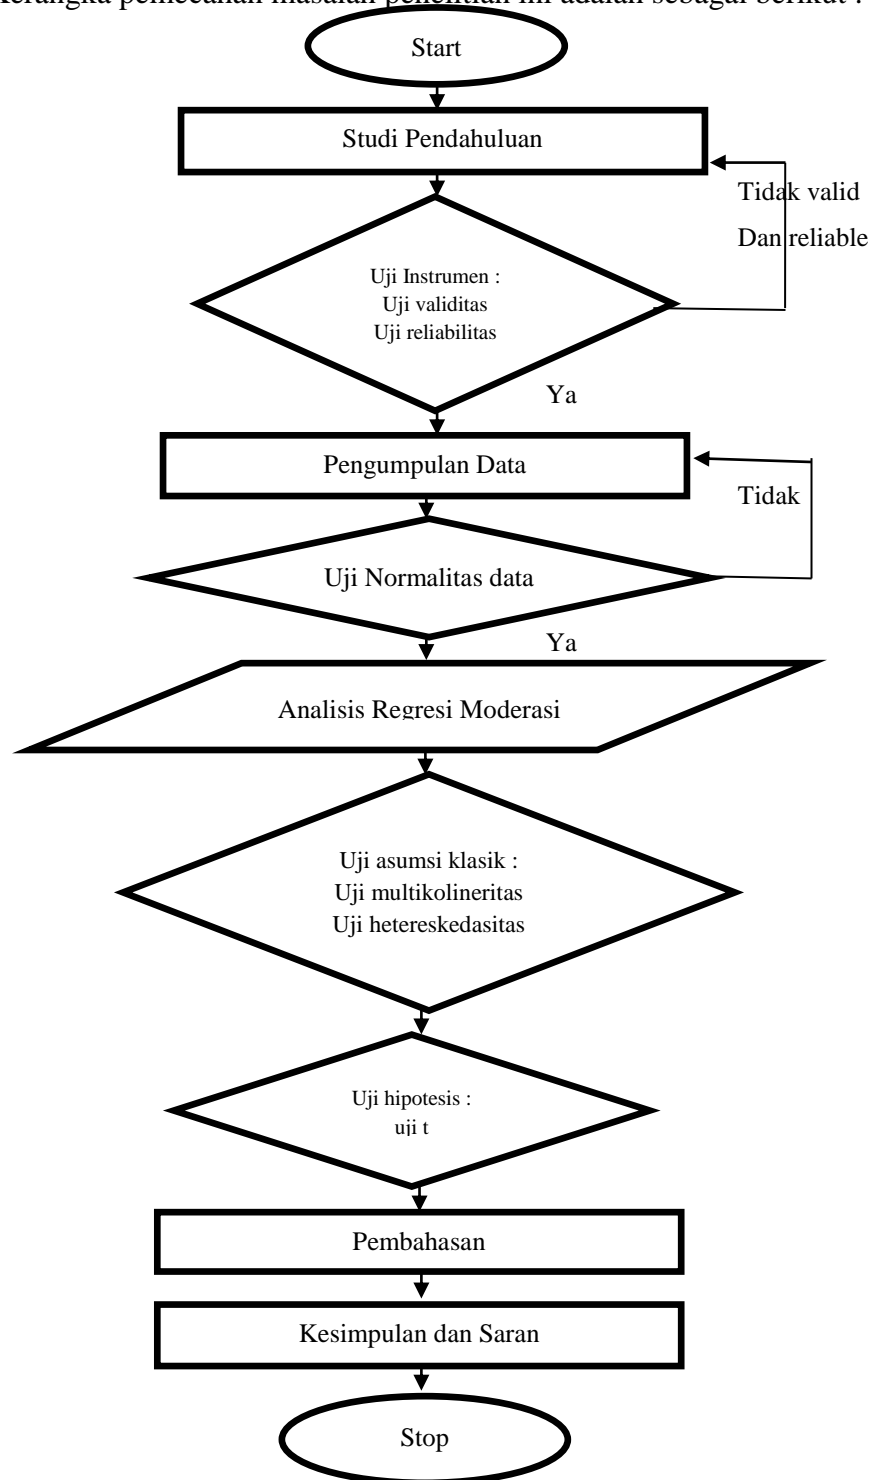 Kerangka pemecahan masalah penelitian ini adalah sebagai berikut :
Start
Studi Pendahuluan
Tidak valid
Dan reliable
Uji Instrumen :
Uji validitas
Uji reliabilitas
Ya
Pengumpulan Data
Tidak
Uji Normalitas data
Ya
Analisis Regresi Moderasi
Uji asumsi klasik :
Uji multikolineritas
Uji hetereskedasitas
Uji hipotesis :
uji t
Pembahasan
Kesimpulan dan Saran
Stop